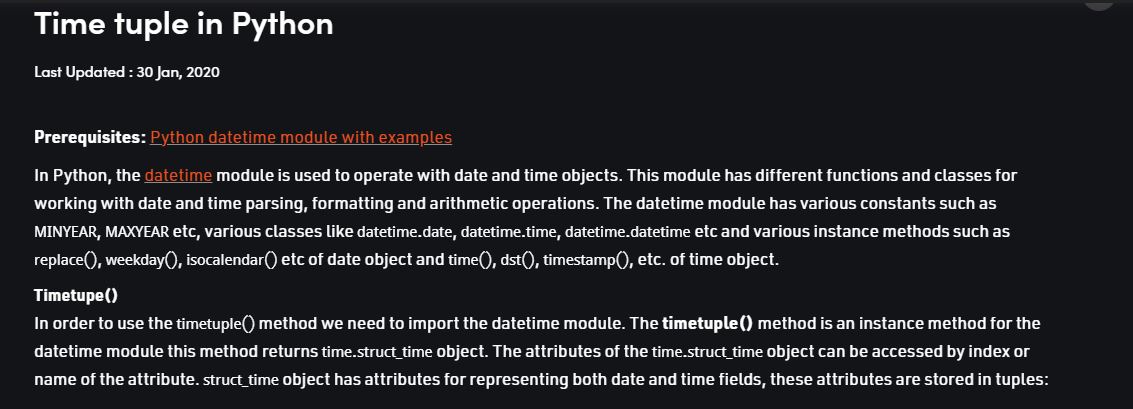 Time tuple in Python
Last Updated : 30 Jan, 2020
Prerequisites: Python datetime module with examples
In Python, the datetime module is used to operate with date and time objects. This module has different functions and classes for
working with date and time parsing, formatting and arithmetic operations. The datetime module has various constants such as
MINYEAR, MAXYEAR etc, various classes like datetime.date, datetime.time, datetime.datetime etc and various instance methods such as
replace(), weekday(), isocalendar() etc of date object and time(), dst(), timestamp(), etc. of time object.
Timetupe()
In order to use the timetuple() method we need to import the datetime module. The timetuple() method is an instance method for the
datetime module this method returns time.struct_time object. The attributes of the time.struct_time object can be accessed by index or
name of the attribute. struct_time object has attributes for representing both date and time fields, these attributes are stored in tuples: